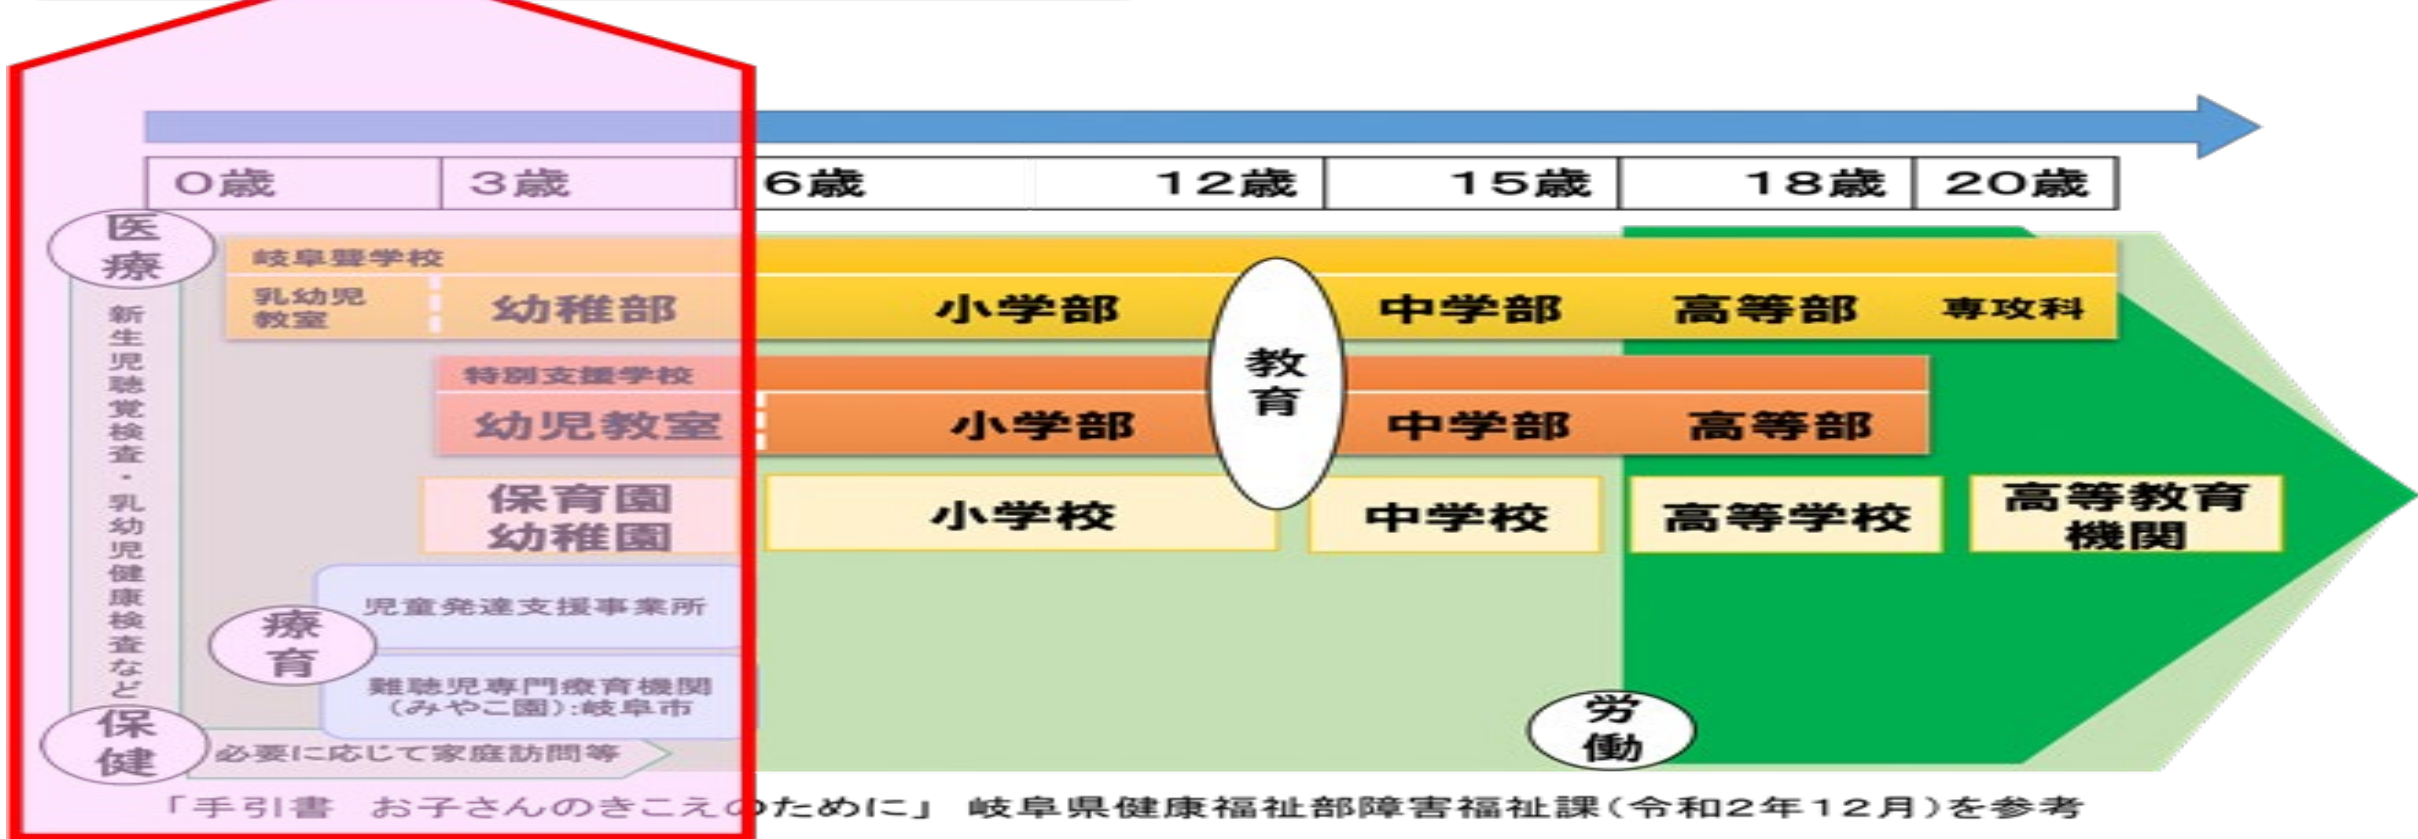 0歳 3歳 6歳 12歳 15歳 18歳 20歳
医療
新生児聴覚検査・乳幼児健康検査など
保健
岐阜聾学校
乳幼児
教室
幼稚部 小学部 中学部 高等部 専攻科
特別支援学校
幼児教室 小学部 中学部 高等部
教育
保育園
幼稚園
小学校 中学校 高等学校
高等教育
機関
児童発達支援事業所
療育
難聴児専門療育機関
(みやこ園):岐阜市
必要に応じて家庭訪問等
労働
「手引書 お子さんのきこえのために」 岐阜県健康福祉部障害福祉課(令和2年12月)を参考